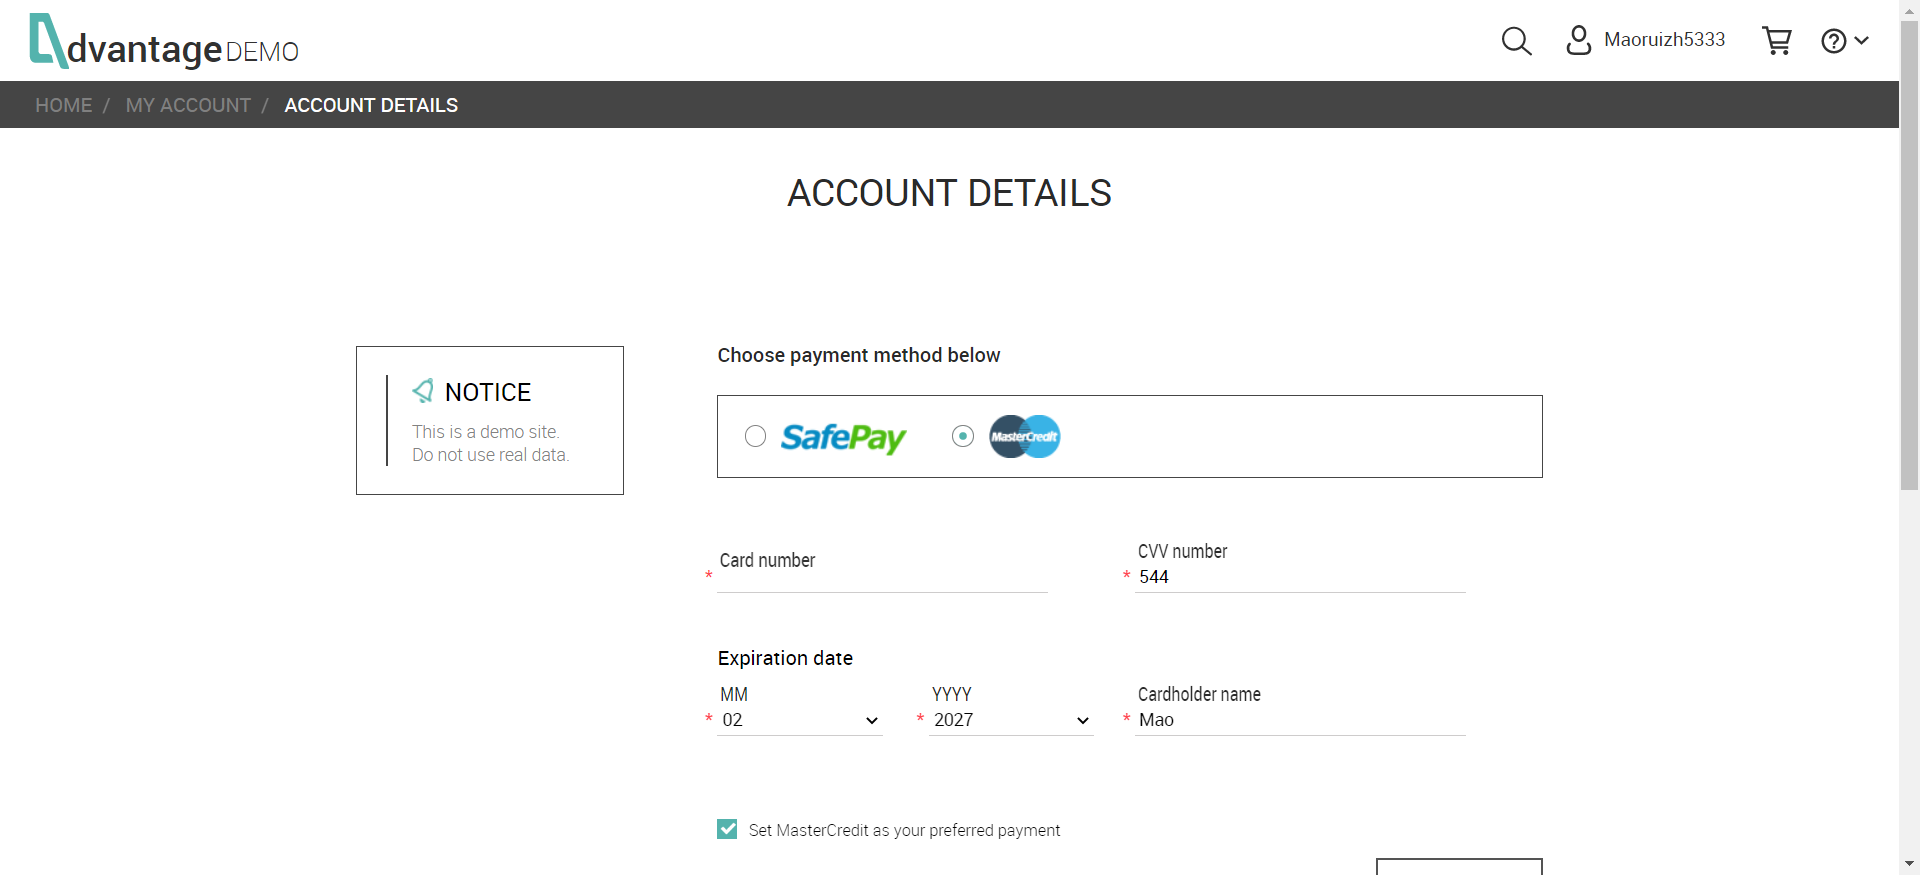 dvantage DEMO
Maoruizh5333
HOME / MY ACCOUNT / ACCOUNT DETAILS
ACCOUNT DETAILS
NOTICE
This is a demo site.
Do not use real data.
Choose payment method below
SafePay
MasterCredit
Card number
*
CVV number
* 544
Expiration date
MM
* 02
YYYY
* 2027
Cardholder name
* Mao
Set MasterCredit as your preferred payment